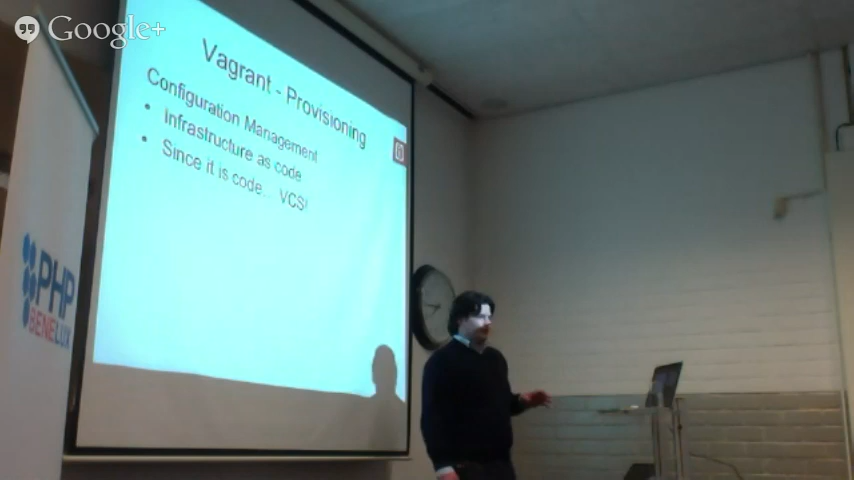 Google+
Vagrant - Provisioning
Configuration Management
• Infrastructure as code
• Since it is code... VCS!
PHP
BENELUX